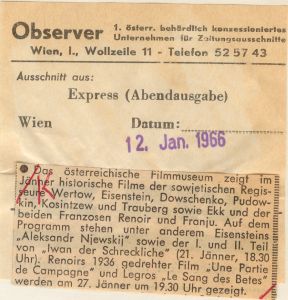 Observer 1. österr. behördlich konzessioniertes
Unternehmen für Zeitungsausschnitte
Wien, I., Wollzeile 11 - Telefon 52 57 43
Ausschnitt aus:
Express (Abendausgabe)
Wien Datum:
12. Jan. 1966
● Das österreichische Filmmuseum zeigt im
Jänner historische Filme der sowjetischen Regis-
seure Wertow, Eisenstein, Dowschenko, Pudow-
kin, Kosintzew und Trauberg sowie Ekk und der
beiden Franzosen Renoir und Franju. Auf dem
Programm stehen unter anderem Eisensteins
"Aleksandr Njewskij" sowie der I. und II. Teil
von "Iwan der Schreckliche" (21. Jänner, 18.30
Uhr). Renoirs 1936 gedrehter Film „Une Partie
de Campagne" und Legros „Le Sang des Betes"
werden am 27. Jänner um 19.30 Uhr gezeigt.